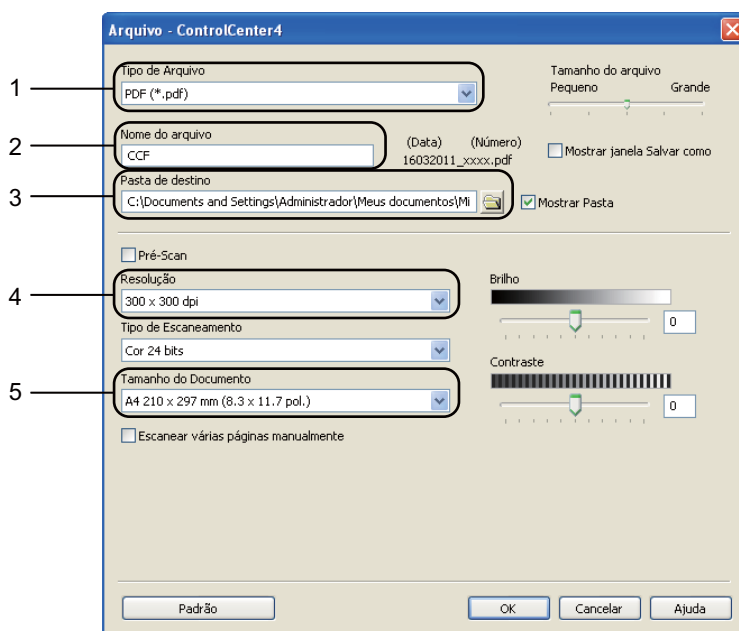 Arquivo - ControlCenter4
1
Tipo de Arquivo
PDF (*.pdf)
Tamanho do arquivo
Pequeno Grande
2
Nome do arquivo
CCF
(Data) (Número)
16032011_xxxx.pdf
Mostrar janela Salvar como
3
Pasta de destino
C:\Documents and Settings\Administrador\Meus documentos\Mi
Mostrar Pasta
Pré-Scan
4
Resolução
300 x 300 dpi
Brilho
0
Tipo de Escaneamento
Cor 24 bits
Contraste
0
5
Tamanho do Documento
A4 210 x 297 mm (8.3 x 11.7 pol.)
Escanear várias páginas manualmente
Padrão OK Cancelar Ajuda